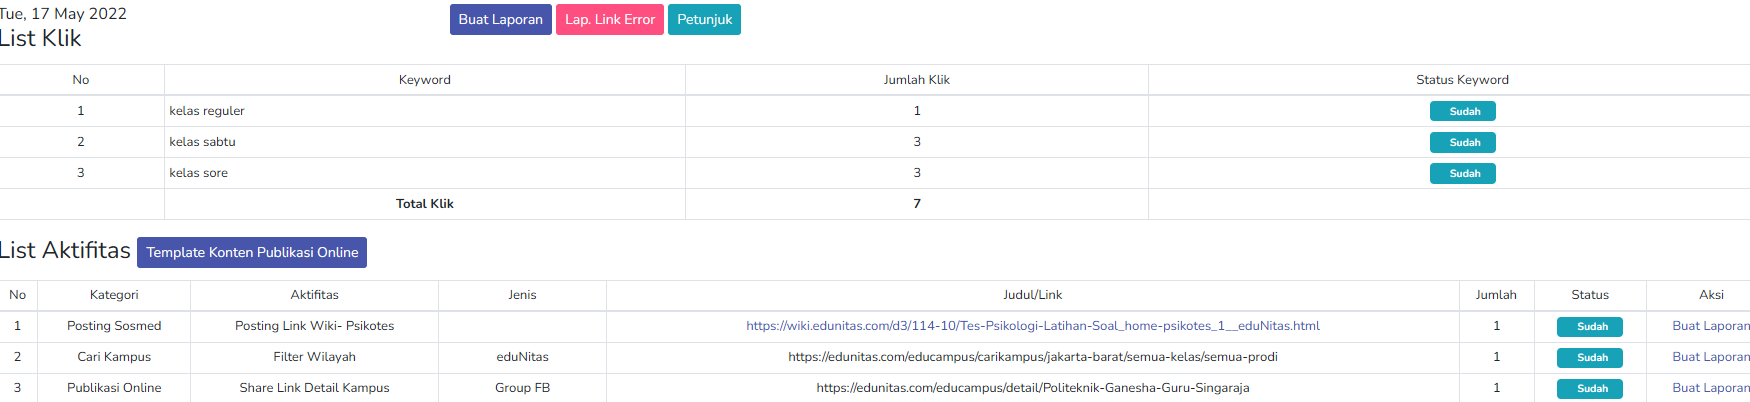 Tue, 17 May 2022
Buat Laporan Lap. Link Error Petunjuk
List Klik
No Keyword Jumlah Klik Status Keyword
1 kelas reguler 1 Sudah
2 kelas sabtu 3 Sudah
3 kelas sore 3 Sudah
Total Klik 7
List Aktifitas Template Konten Publikasi Online
No Kategori Aktifitas Jenis Judul/Link Jumlah Status Aksi
1 Posting Sosmed Posting Link Wiki- Psikotes https://wiki.edunitas.com/d3/114-10/Tes-Psikologi-Latihan-Soal_home-psikotes_1__eduNitas.html 1 Sudah Buat Laporan
2 Cari Kampus Filter Wilayah eduNitas https://edunitas.com/educampus/carikampus/jakarta-barat/semua-kelas/semua-prodi 1 Sudah Buat Laporan
3 Publikasi Online Share Link Detail Kampus Group FB https://edunitas.com/educampus/detail/Politeknik-Ganesha-Guru-Singaraja 1 Sudah Buat Laporan